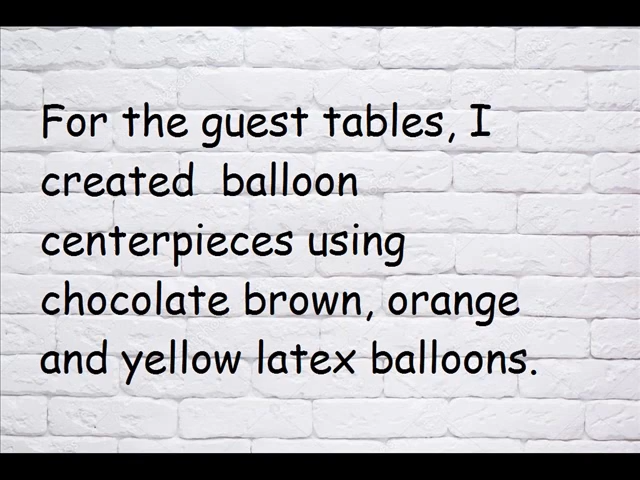 For the guest tables, I
created  balloon
centerpieces using
chocolate brown, orange
and yellow latex balloons.